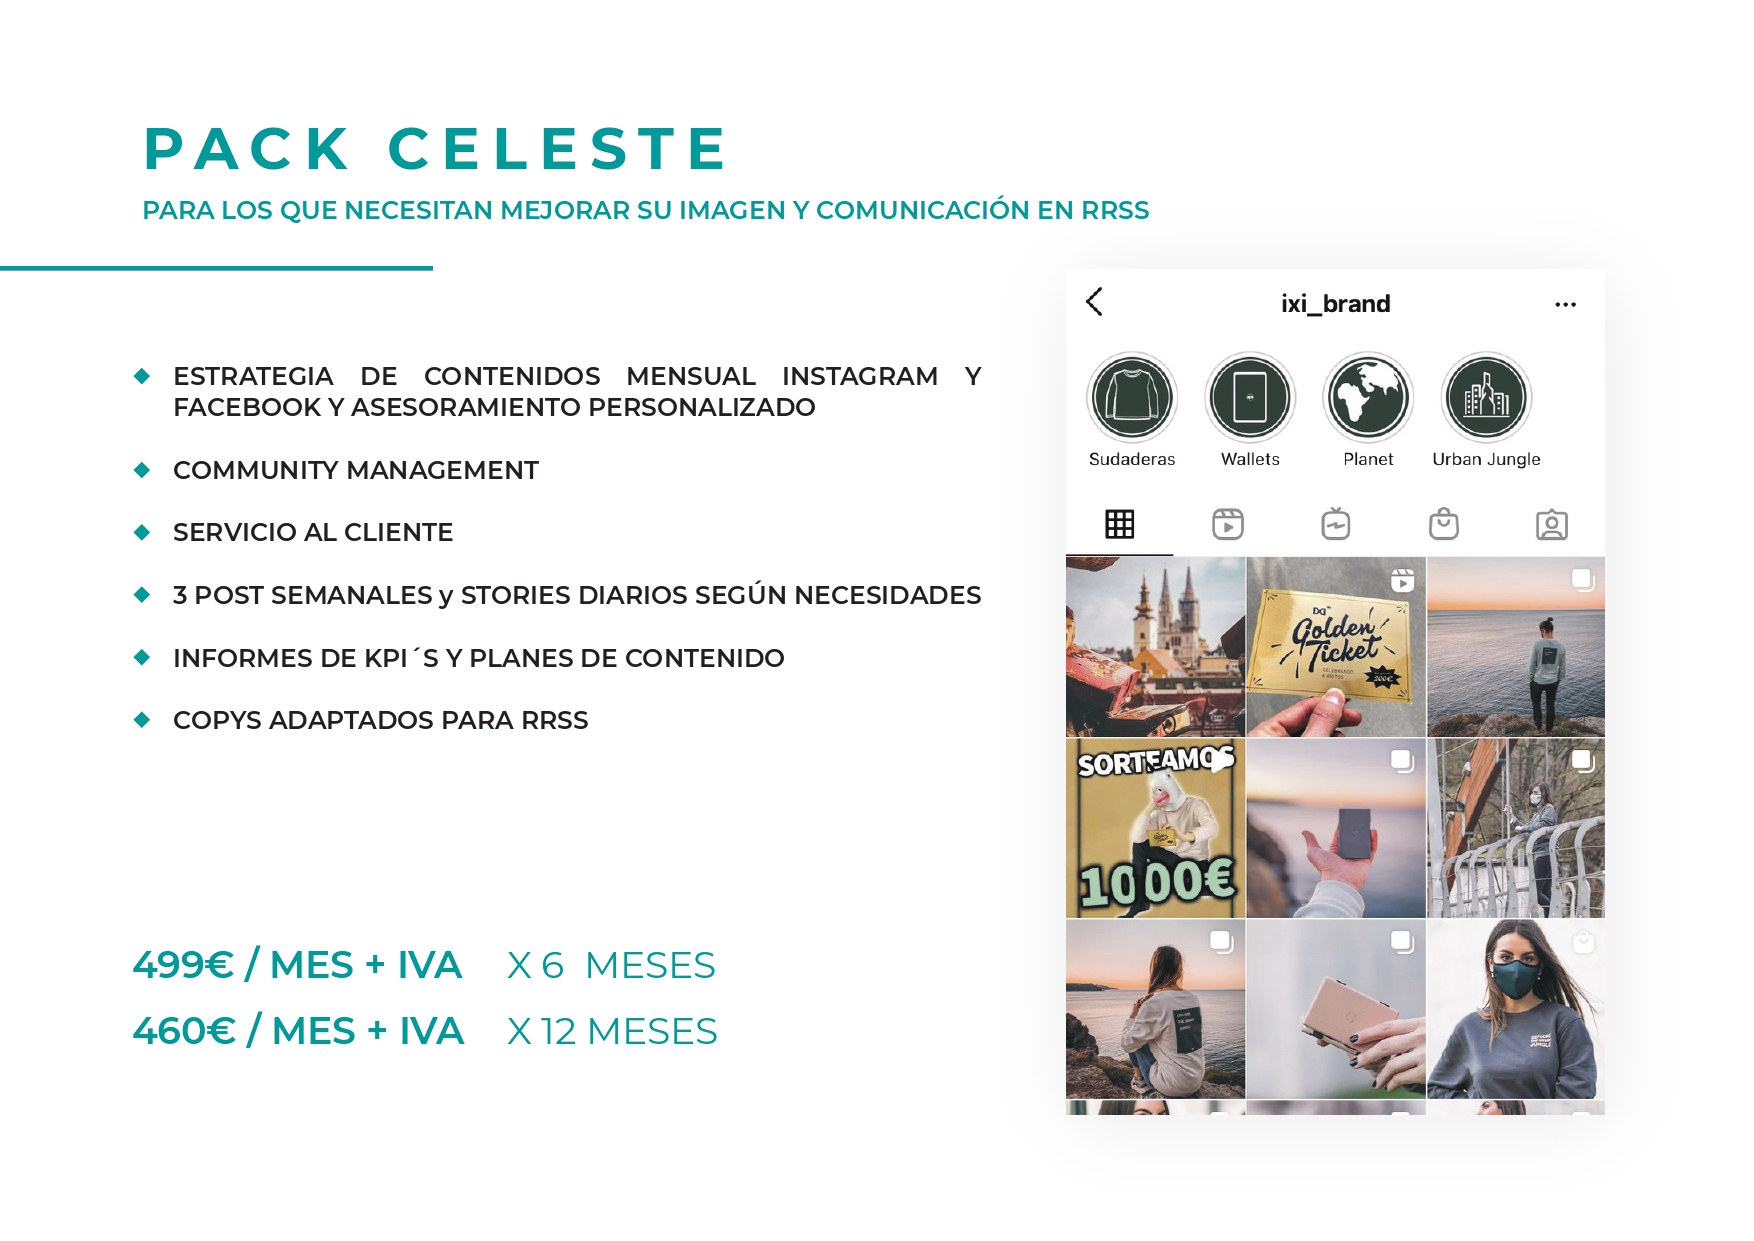 PACK CELESTE
PARA LOS QUE NECESITAN MEJORAR SU IMAGEN Y COMUNICACIÓN EN RRSS
ESTRATEGIA DE CONTENIDOS MENSUAL INSTAGRAM Y
FACEBOOK Y ASESORAMIENTO PERSONALIZADO
COMMUNITY MANAGEMENT
SERVICIO AL CLIENTE
3 POST SEMANALES y STORIES DIARIOS SEGÚN NECESIDADES
INFORMES DE KPI´S Y PLANES DE CONTENIDO
COPYS ADAPTADOS PARA RRSS
499€ / MES + IVA X 6 MESES
460€ / MES + IVA X 12 MESES
ixi_brand
Sudaderas Wallets Planet Urban Jungle
Golden
Ticket
SORTEAMOS
1000€